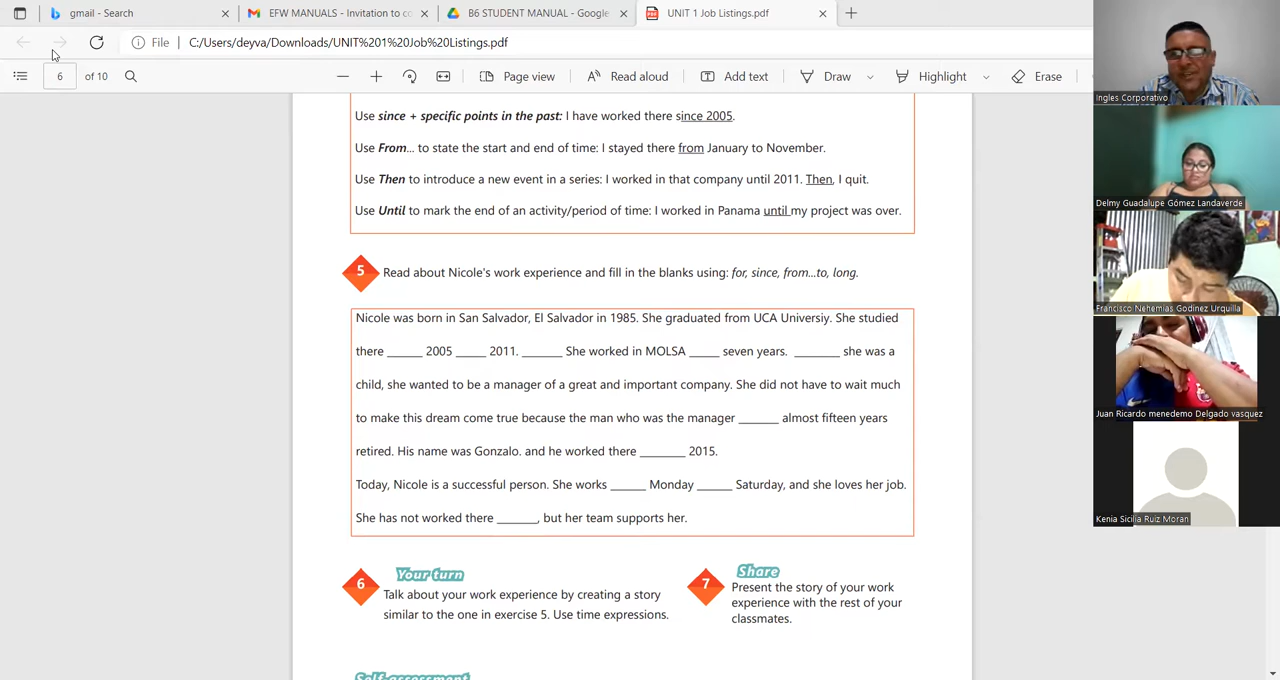 gmail - Search
EFW MANUALS - Invitation to co
B6 STUDENT MANUAL - Google
UNIT 1 Job Listings.pdf
File
C:/Users/deyva/Downloads/UNIT%201%20Job%20Listings.pdf
6 of 10
Page view
Read aloud
Add text
Draw
Highlight
Erase
Use since + specific points in the past: I have worked there since 2005.
Use From... to state the start and end of time: I stayed there from January to November.
Use Then to introduce a new event in a series: I worked in that company until 2011. Then, I quit.
Use Until to mark the end of an activity/period of time: I worked in Panama until my project was over.
5 Read about Nicole's work experience and fill in the blanks using: for, since, from...to, long.
Nicole was born in San Salvador, El Salvador in 1985. She graduated from UCA Universiy. She studied
there ______ 2005 _____ 2011. _______ She worked in MOLSA _____ seven years. ________ she was a
child, she wanted to be a manager of a great and important company. She did not have to wait much
to make this dream come true because the man who was the manager _______ almost fifteen years
retired. His name was Gonzalo. and he worked there ________ 2015.
Today, Nicole is a successful person. She works ______ Monday ______ Saturday, and she loves her job.
She has not worked there _______, but her team supports her.
6 Your turn
Talk about your work experience by creating a story
similar to the one in exercise 5. Use time expressions.
7 Share
Present the story of your work
experience with the rest of your
classmates.
Self-assessment
Ingles Corporativo
Delmy Guadalupe Gómez Landaverde
Francisco Nehemias Godinez Urquilla
Juan Ricardo menedemo Delgado vasquez
Kenia Sicilia Ruiz Moran